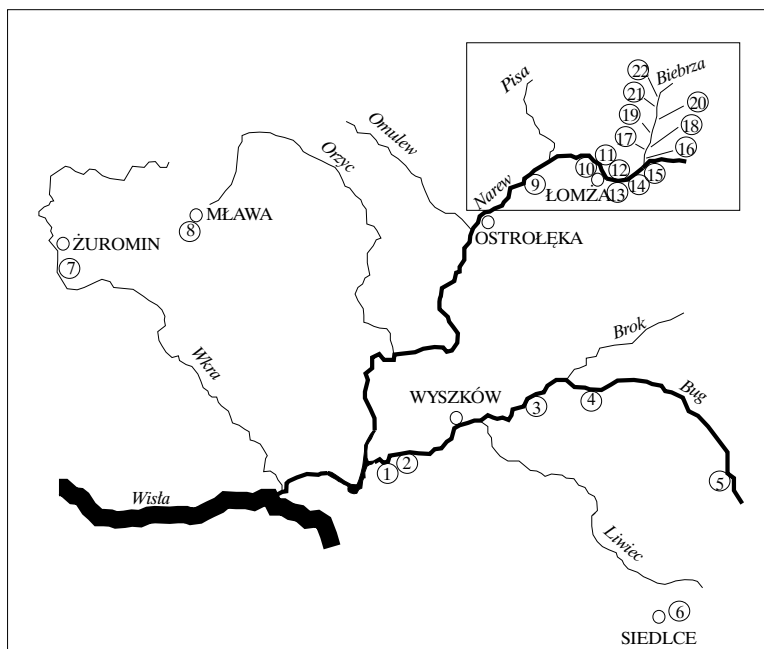 22
Biebrza
21
Pisa
20
19
18
Omulew
17
Orzyc
16
11
10
12
15
Narew
9
14
ŁOMŻA
13
MŁAWA
8
OSTROŁĘKA
ŻUROMIN
7
Brok
Wkra
WYSZKÓW
Bug
3
4
1
2
5
Wisła
Liwiec
6
SIEDLCE